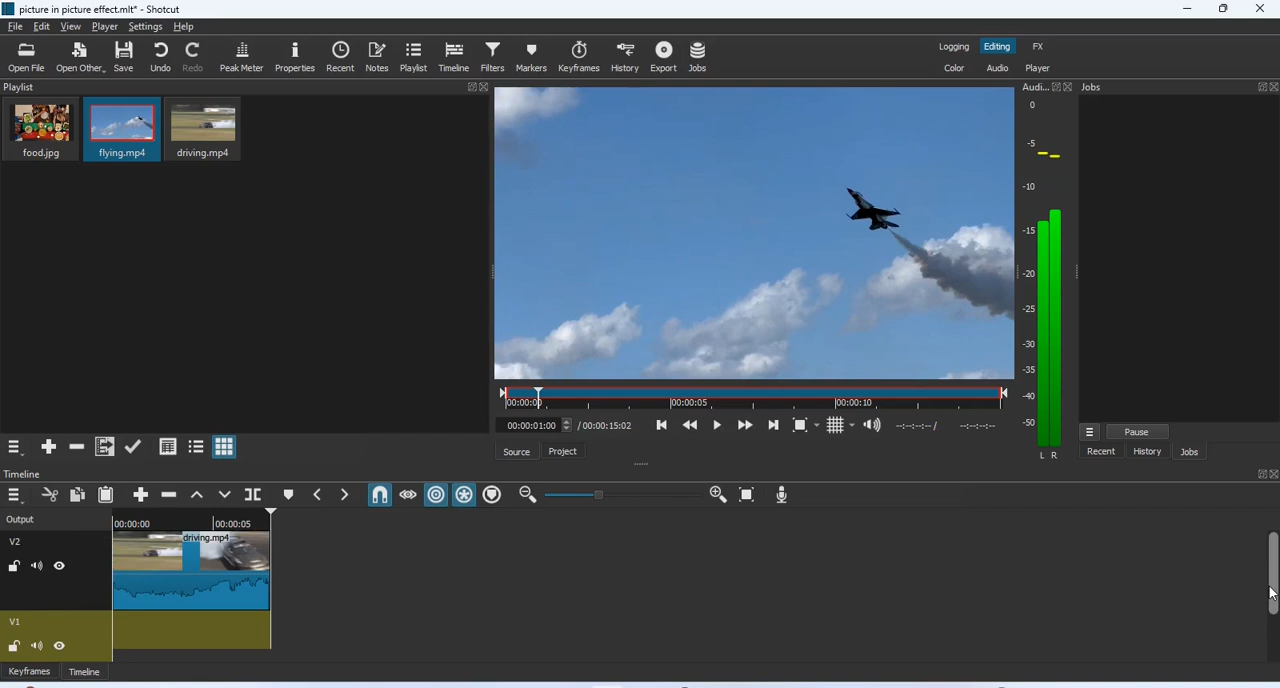 picture in picture effect.mlt* - Shotcut
File Edit View Player Settings Help
Open File Open Other... Save Undo Redo Peak Meter Properties Recent Notes Playlist Timeline Filters Markers Keyframes History Export Jobs
Logging Editing FX
Color Audio Player
Playlist
food.jpg flying.mp4 driving.mp4
Audi...
0
-5
-10
-15
-20
-25
-30
-35
-40
-50
L R
Jobs
00:00:00 00:00:05 00:00:10
00:00:01:00 / 00:00:15:02 --:--:--:-- / --:--:--:--
Source Project
Pause
Recent History Jobs
Timeline
Output
00:00:00 00:00:05
V2
driving.mp4
V1
Keyframes Timeline